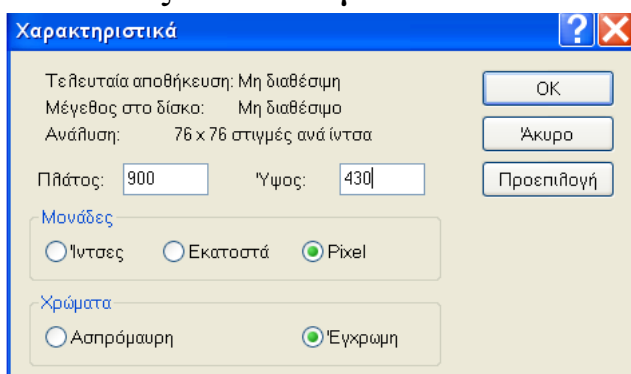 Χαρακτηριστικά
Τελευταία αποθήκευση: Μη διαθέσιμη
Μέγεθος στο δίσκο: Μη διαθέσιμο
Ανάλυση: 76 x 76 στιγμές ανά ίντσα
OK
Άκυρο
Προεπιλογή
Πλάτος: 900 Ύψος: 430
Μονάδες
Ίντσες Εκατοστά Pixel
Χρώματα
Ασπρόμαυρη Έγχρωμη